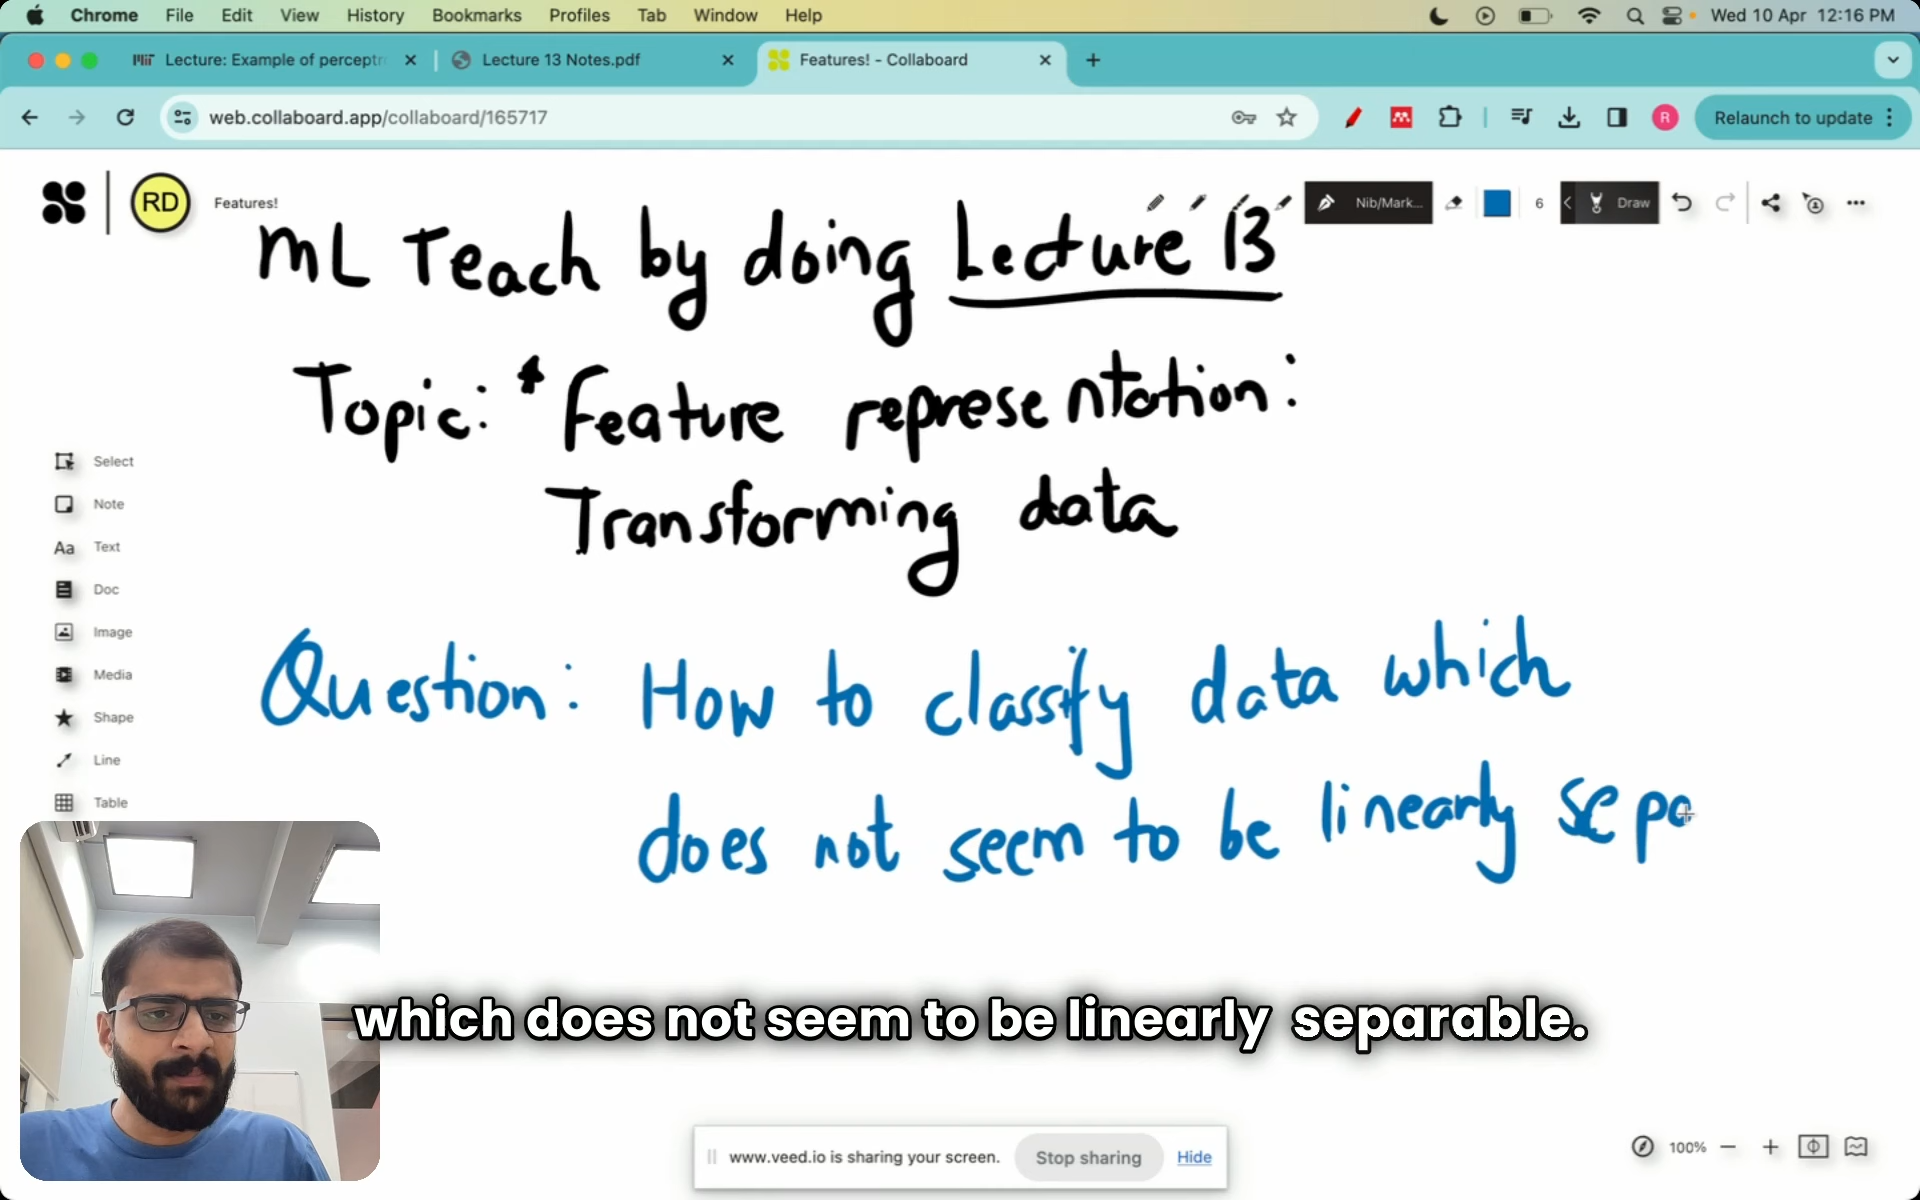 Chrome File Edit View History Bookmarks Profiles Tab Window Help Wed 10 Apr 12:16 PM
Lecture: Example of perceptr Lecture 13 Notes.pdf Features! - Collaboard
web.collaboard.app/collaboard/165717 R Relaunch to update
RD Features! Nib/Mark... 6 Draw
ML Teach by doing Lecture 13
Topic: Feature representation:
Transforming data
Select
Note
Aa Text
Doc
Image
Media
Shape
Line
Table
Question: How to classify data which
does not seem to be linearly sepa
which does not seem to be linearly separable.
www.veed.io is sharing your screen. Stop sharing Hide
100%